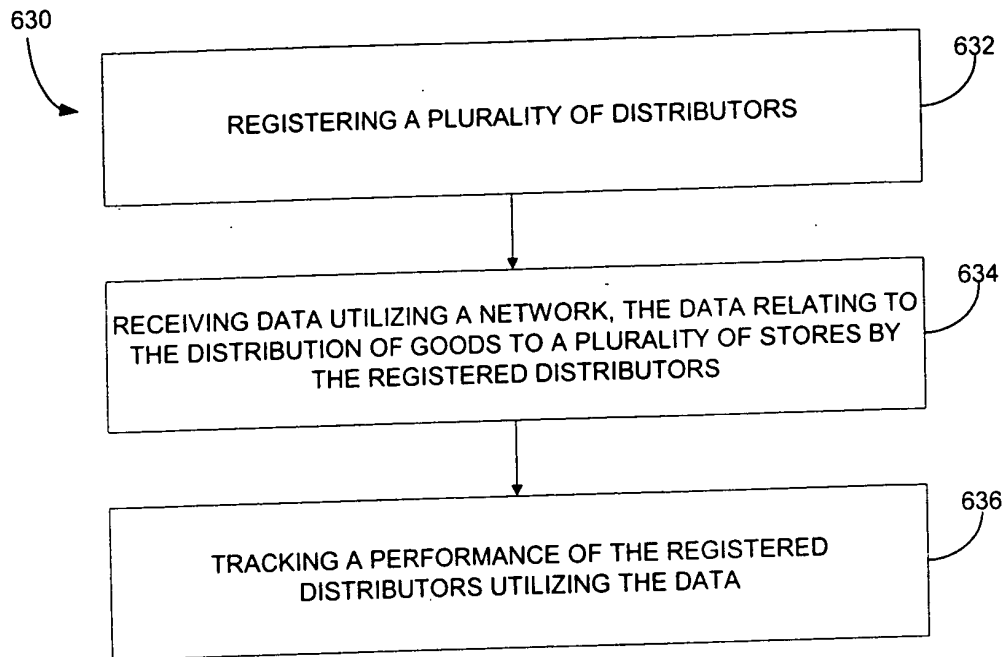 630
632
REGISTERING A PLURALITY OF DISTRIBUTORS
634
RECEIVING DATA UTILIZING A NETWORK, THE DATA RELATING TO
THE DISTRIBUTION OF GOODS TO A PLURALITY OF STORES BY
THE REGISTERED DISTRIBUTORS
636
TRACKING A PERFORMANCE OF THE REGISTERED
DISTRIBUTORS UTILIZING THE DATA